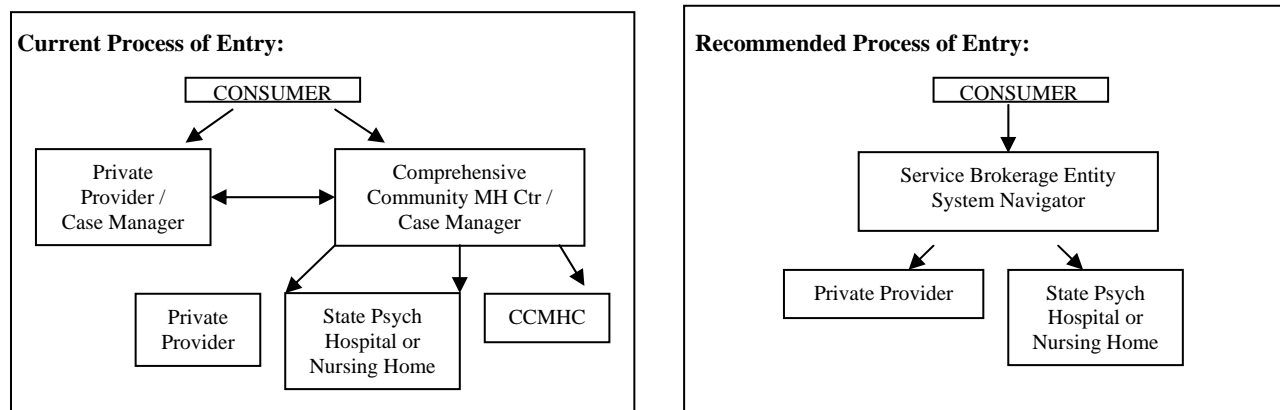 Current Process of Entry:
CONSUMER
Private
Provider /
Case Manager
Comprehensive
Community MH Ctr /
Case Manager
Private
Provider
State Psych
Hospital or
Nursing Home
CCMHC
Recommended Process of Entry:
CONSUMER
Service Brokerage Entity
System Navigator
Private Provider
State Psych
Hospital or
Nursing Home